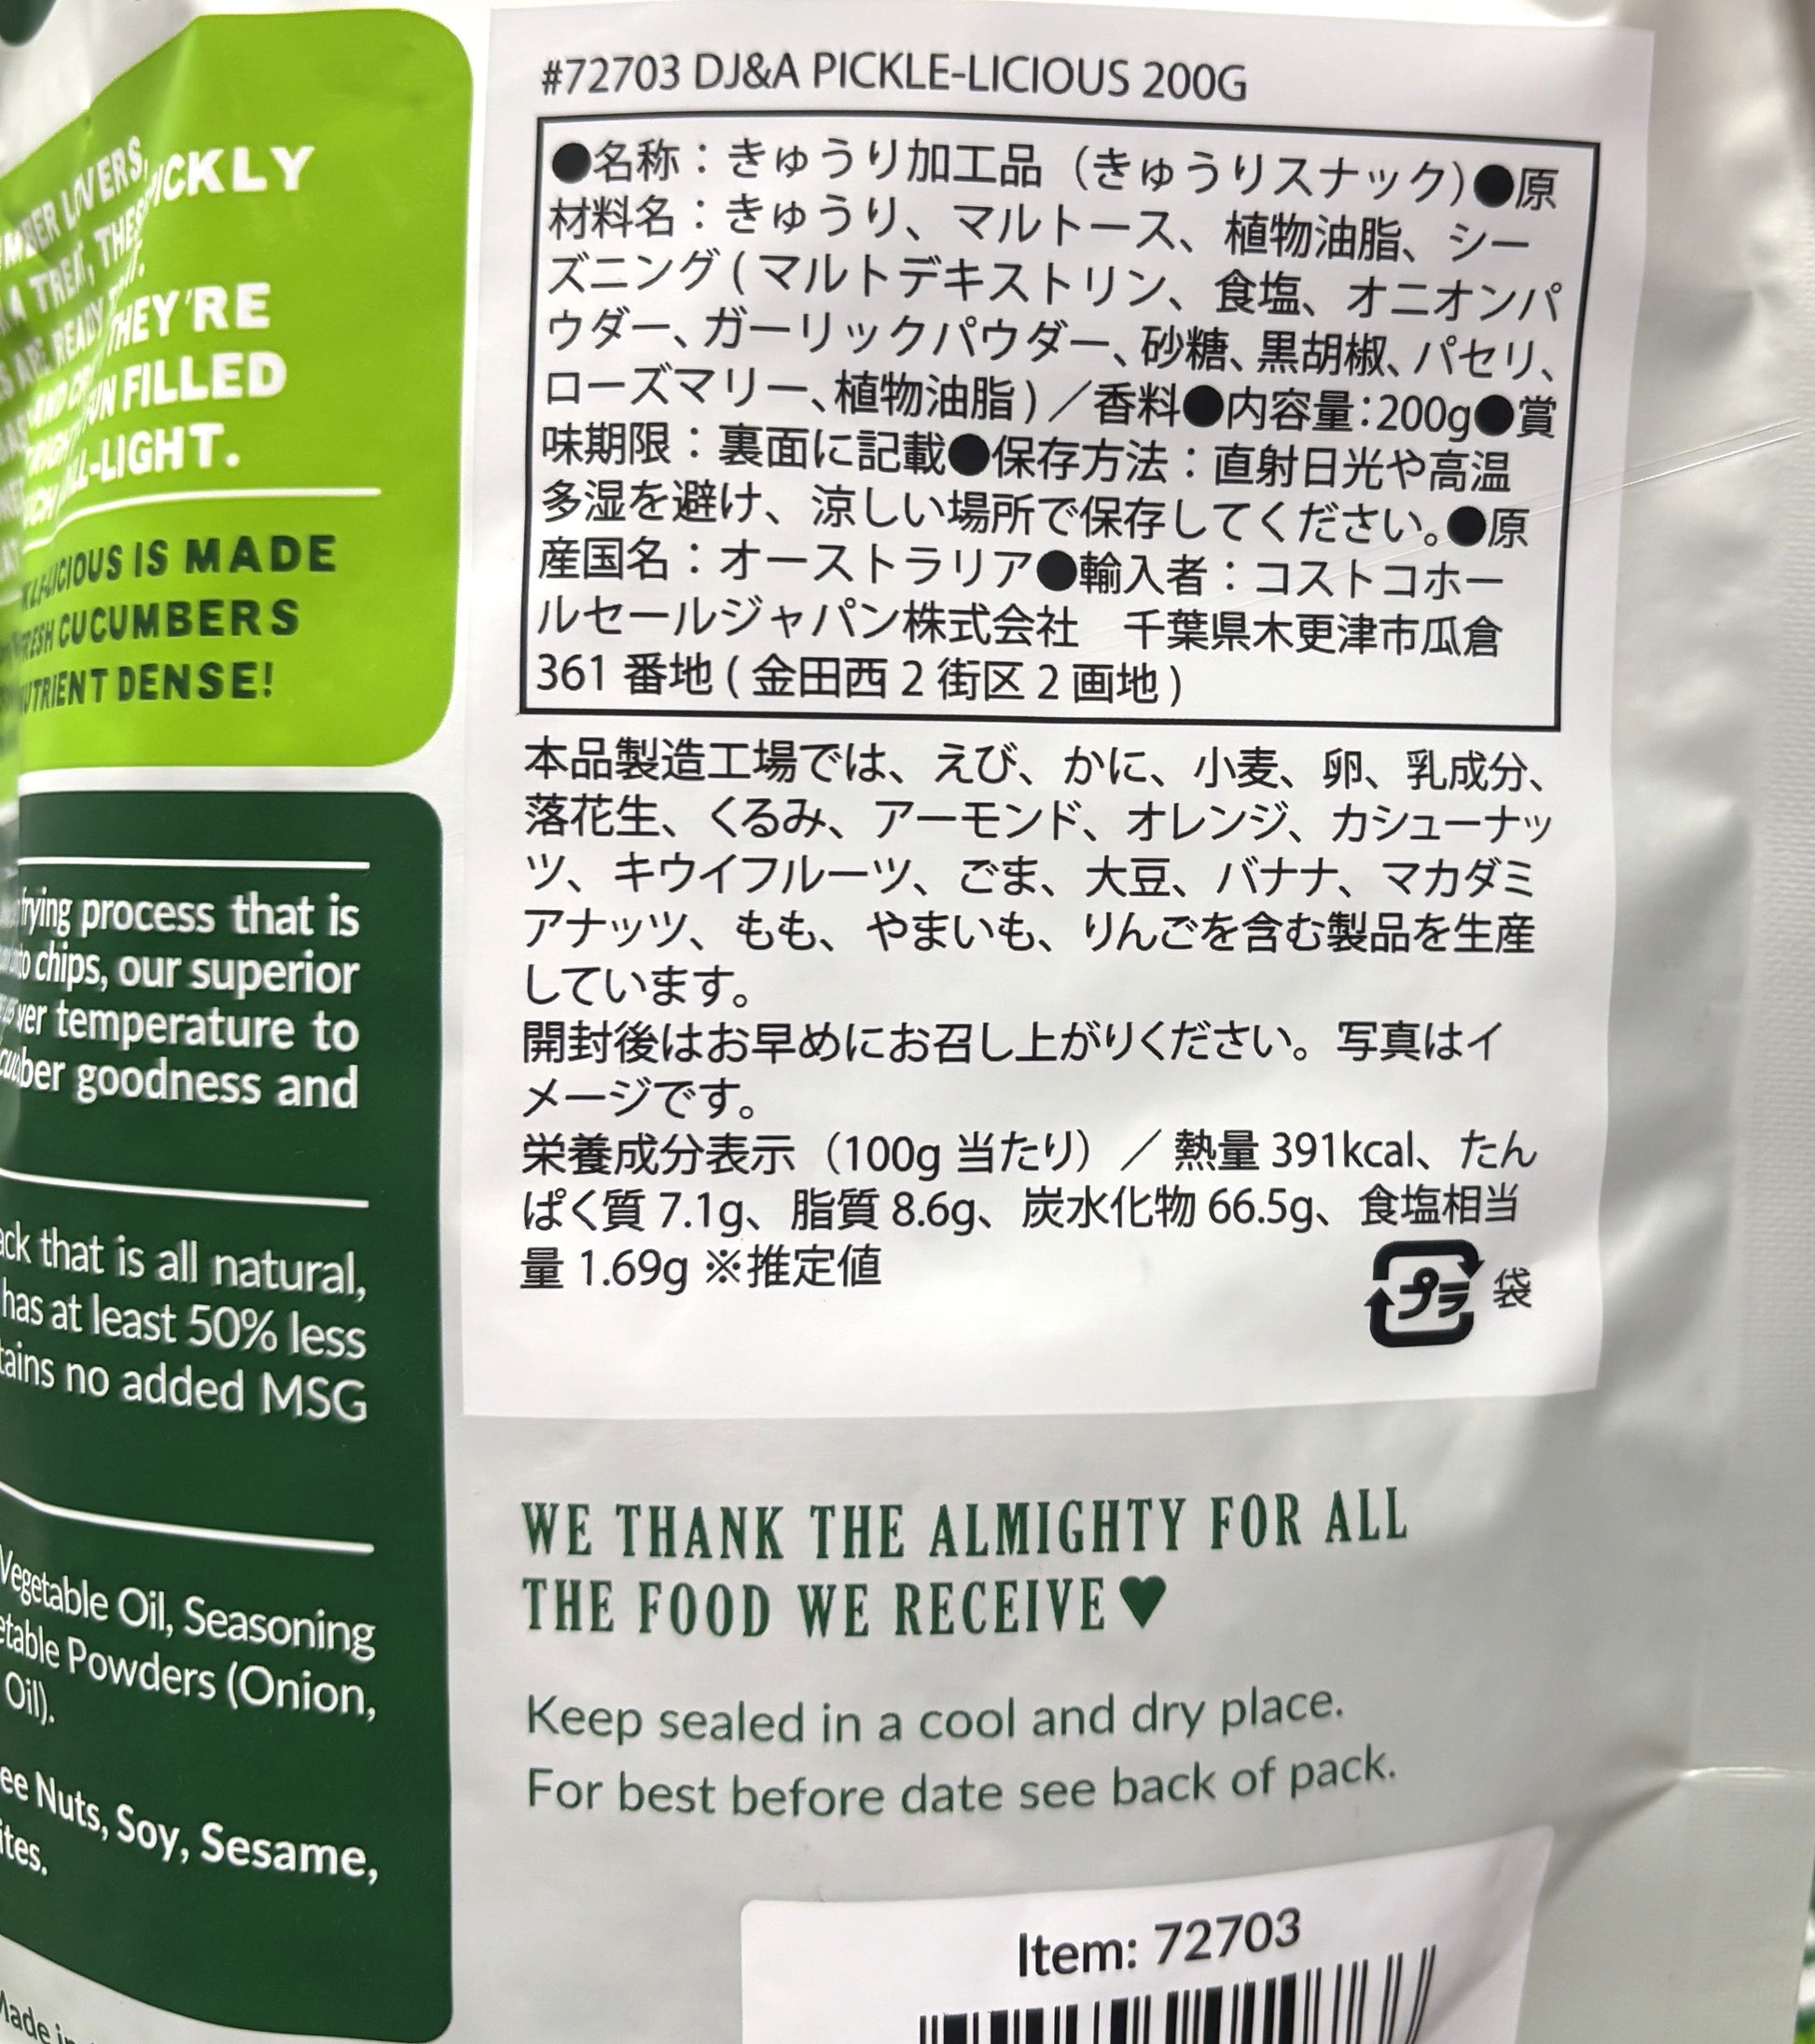 LOVERS,
PICKLY
A TREAT, THESE
THEY'RE
FUN FILLED
ALL-LIGHT.
IS MADE
FRESH CUCUMBERS
NUTRIENT DENSE!
process that is
chips, our superior
temperature to
goodness and
that is all natural,
has at least 50% less
no added MSG
Vegetable Oil, Seasoning
Powders (Onion,
Oil).
Nuts, Soy, Sesame,
#72703 DJ&A PICKLE-LICIOUS 200G
●名称：きゅうり加工品（きゅうりスナック）●原
材料名：きゅうり、マルトース、植物油脂、シー
ズニング ( マルトデキストリン、食塩、オニオンパ
ウダー、ガーリックパウダー、砂糖、黒胡椒、パセリ、
ローズマリー、植物油脂 ) ／香料●内容量：200g●賞
味期限：裏面に記載●保存方法：直射日光や高温
多湿を避け、涼しい場所で保存してください。●原
産国名：オーストラリア●輸入者：コストコホー
ルセールジャパン株式会社　千葉県木更津市瓜倉
361 番地 ( 金田西 2 街区 2 画地 )
本品製造工場では、えび、かに、小麦、卵、乳成分、
落花生、くるみ、アーモンド、オレンジ、カシューナッ
ツ、キウイフルーツ、ごま、大豆、バナナ、マカダミ
アナッツ、もも、やまいも、りんごを含む製品を生産
しています。
開封後はお早めにお召し上がりください。写真はイ
メージです。
栄養成分表示（100g 当たり）／ 熱量 391kcal、たん
ぱく質 7.1g、脂質 8.6g、炭水化物 66.5g、食塩相当
量 1.69g ※推定値
プラ 袋
WE THANK THE ALMIGHTY FOR ALL
THE FOOD WE RECEIVE♥
Keep sealed in a cool and dry place.
For best before date see back of pack.
Item: 72703